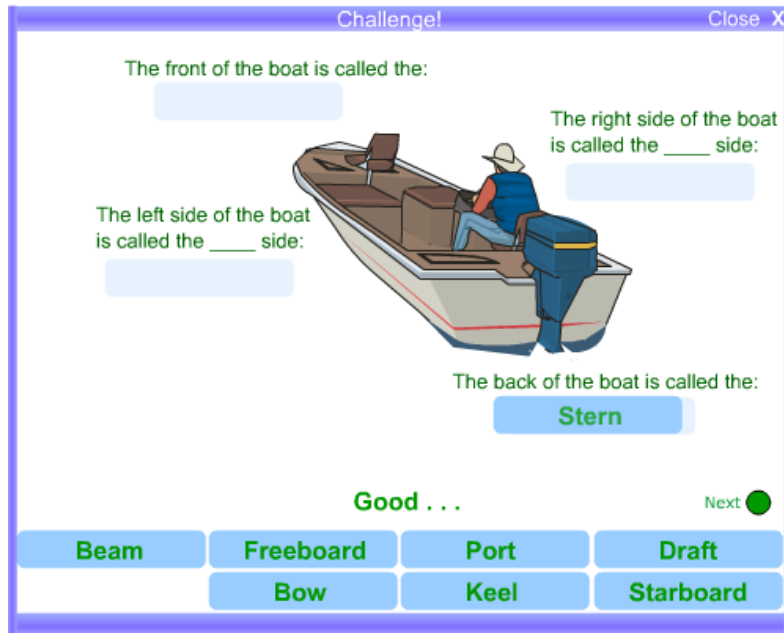 Challenge!
Close X
The front of the boat is called the:
The right side of the boat
is called the ____ side:
The left side of the boat
is called the ____ side:
The back of the boat is called the:
Stern
Good . . .
Next
Beam
Freeboard
Port
Draft
Bow
Keel
Starboard